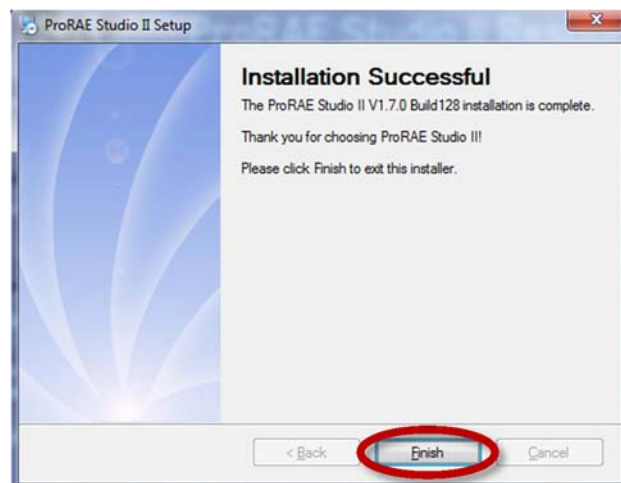 ProRAE Studio II Setup
Installation Successful
The ProRAE Studio II V1.7.0 Build128 installation is complete.
Thank you for choosing ProRAE Studio II!
Please click Finish to exit this installer.
< Back
Finish
Cancel